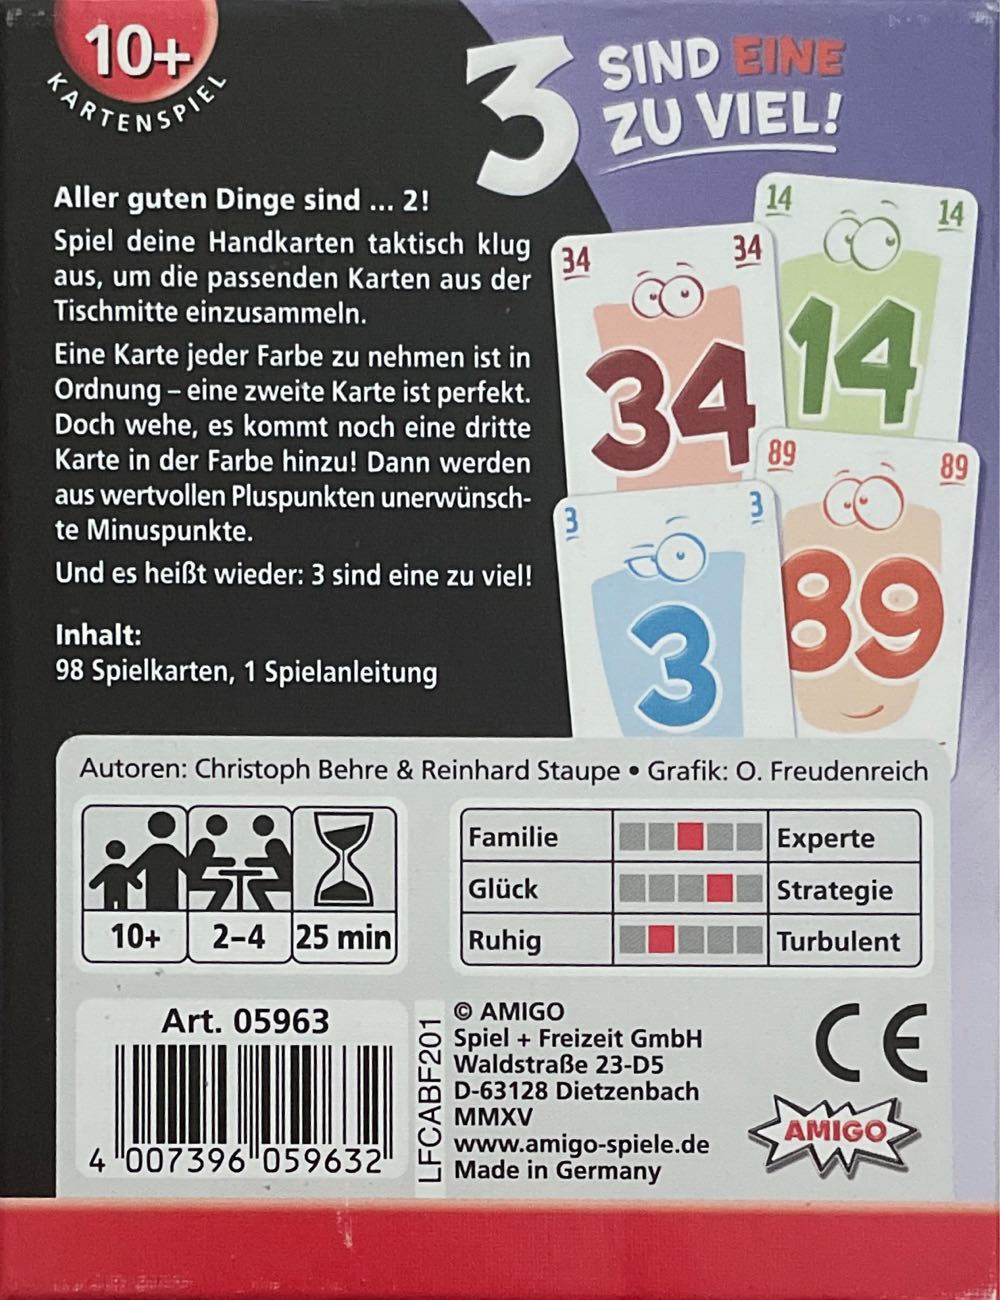 10+
KARTENSPIEL
3 SIND EINE
ZU VIEL!
Aller guten Dinge sind ... 2!
Spiel deine Handkarten taktisch klug
aus, um die passenden Karten aus der
Tischmitte einzusammeln.
Eine Karte jeder Farbe zu nehmen ist in
Ordnung – eine zweite Karte ist perfekt.
Doch wehe, es kommt noch eine dritte
Karte in der Farbe hinzu! Dann werden
aus wertvollen Pluspunkten unerwünsch-
te Minuspunkte.
Und es heißt wieder: 3 sind eine zu viel!
Inhalt:
98 Spielkarten, 1 Spielanleitung
14 14
14
34 34
34
89 89
89
3 3
3
Autoren: Christoph Behre & Reinhard Staupe • Grafik: O. Freudenreich
10+ 2–4 25 min
Familie Experte
Glück Strategie
Ruhig Turbulent
Art. 05963
4 007396 059632
LFCABF201
© AMIGO
Spiel + Freizeit GmbH
Waldstraße 23-D5
D-63128 Dietzenbach
MMXV
www.amigo-spiele.de
Made in Germany
CE
AMIGO